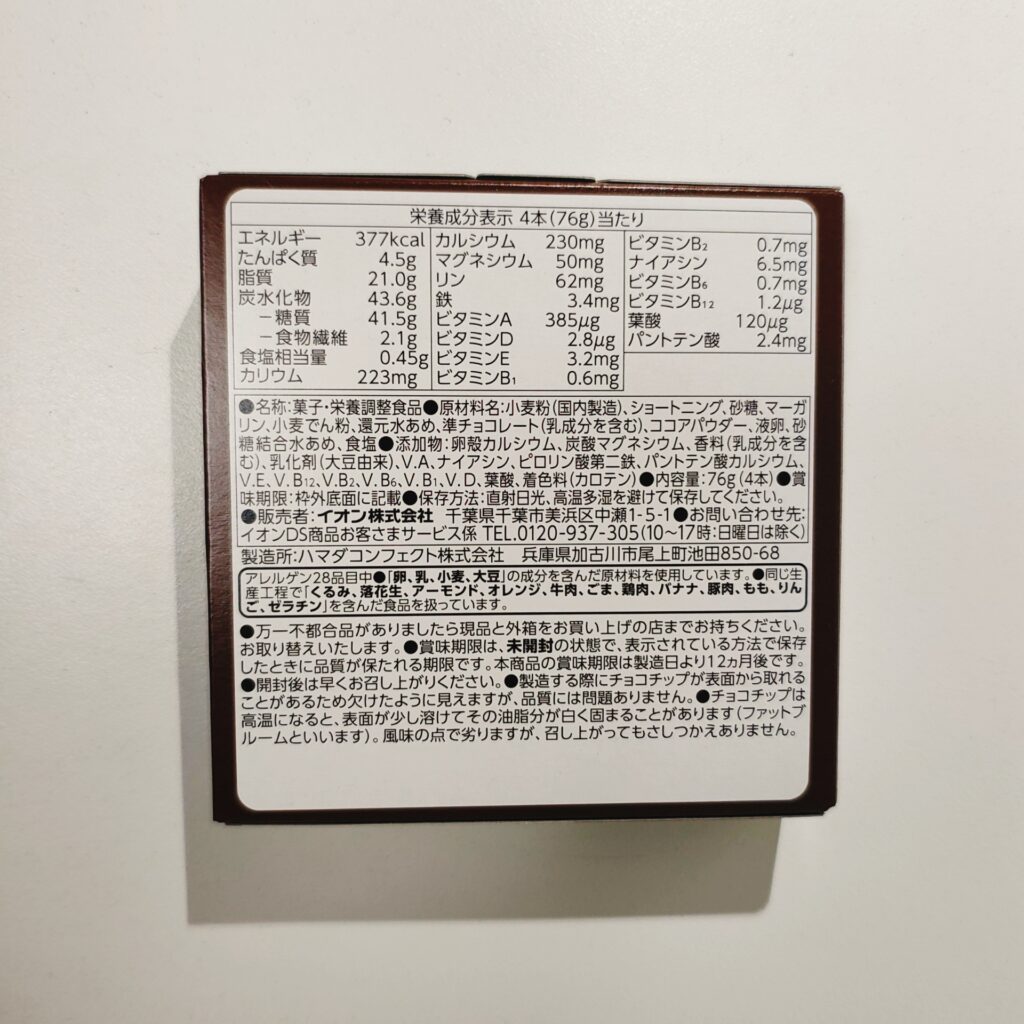 栄養成分表示 4本(76g)当たり
エネルギー 377kcal
たんぱく質 4.5g
脂質 21.0g
炭水化物 43.6g
－糖質 41.5g
－食物繊維 2.1g
食塩相当量 0.45g
カリウム 223mg
カルシウム 230mg
マグネシウム 50mg
リン 62mg
鉄 3.4mg
ビタミンA 385μg
ビタミンD 2.8μg
ビタミンE 3.2mg
ビタミンB₁ 0.6mg
ビタミンB₂ 0.7mg
ナイアシン 6.5mg
ビタミンB₆ 0.7mg
ビタミンB₁₂ 1.2μg
葉酸 120μg
パントテン酸 2.4mg
●名称:菓子・栄養調整食品●原材料名:小麦粉(国内製造)、ショートニング、砂糖、マーガ
リン、小麦でん粉、還元水あめ、準チョコレート(乳成分を含む)、ココアパウダー、液卵、砂
糖結合水あめ、食塩●添加物:卵殻カルシウム、炭酸マグネシウム、香料(乳成分を含
む)、乳化剤(大豆由来)、V.A、ナイアシン、ピロリン酸第二鉄、パントテン酸カルシウム、
V.E、V.B₁₂、V.B₂、V.B₆、V.B₁、V.D、葉酸、着色料(カロテン)●内容量:76g(4本)●賞
味期限:枠外底面に記載●保存方法:直射日光、高温多湿を避けて保存してください。
●販売者:イオン株式会社 千葉県千葉市美浜区中瀬1-5-1●お問い合わせ先:
イオンDS商品お客さまサービス係 TEL.0120-937-305(10~17時:日曜日は除く)
製造所:ハマダコンフェクト株式会社 兵庫県加古川市尾上町池田850-68
アレルゲン28品目中●「卵、乳、小麦、大豆」の成分を含んだ原材料を使用しています。●同じ生
産工程で「くるみ、落花生、アーモンド、オレンジ、牛肉、ごま、鶏肉、バナナ、豚肉、もも、りん
ご、ゼラチン」を含んだ食品を扱っています。
●万一不都合品がありましたら現品と外箱をお買い上げの店までお持ちください。
お取り替えいたします。●賞味期限は、未開封の状態で、表示されている方法で保存
したときに品質が保たれる期限です。本商品の賞味期限は製造日より12ヵ月後です。
●開封後は早くお召し上がりください。●製造する際にチョコチップが表面から取れる
ことがあるため欠けたように見えますが、品質には問題ありません。●チョコチップは
高温になると、表面が少し溶けてその油脂分が白く固まることがあります(ファットブ
ルームといいます)。風味の点で劣りますが、召し上がってもさしつかえありません。